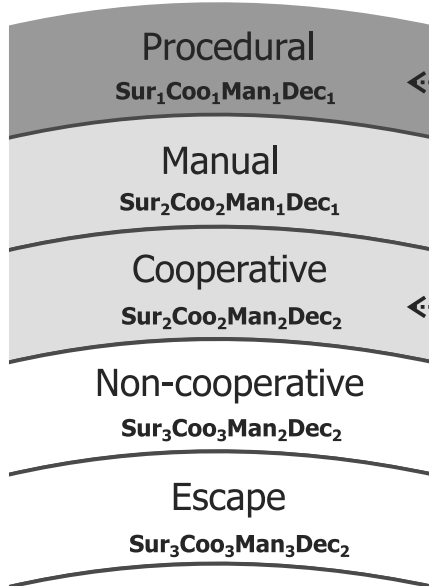 Procedural
Sur₁Coo₁Man₁Dec₁
Manual
Sur₂Coo₂Man₁Dec₁
Cooperative
Sur₂Coo₂Man₂Dec₂
Non-cooperative
Sur₃Coo₃Man₂Dec₂
Escape
Sur₃Coo₃Man₃Dec₂